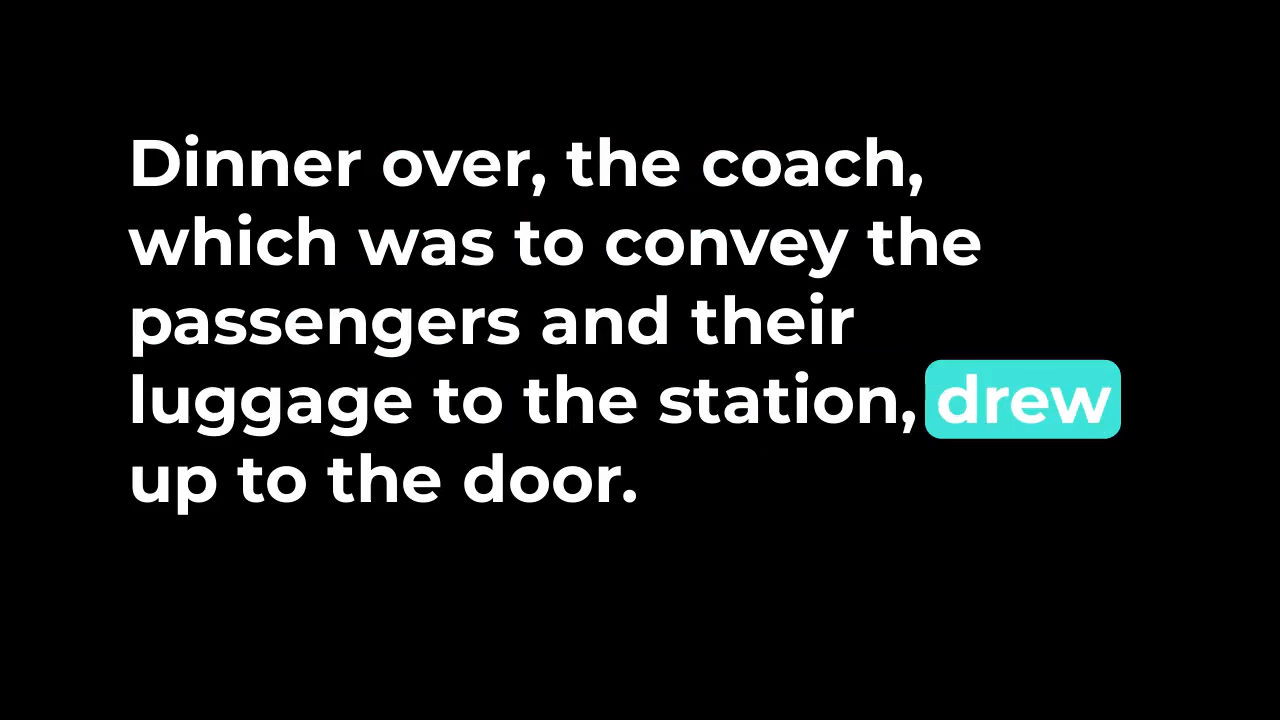 Dinner over, the coach,
which was to convey the
passengers and their
luggage to the station, drew
up to the door.